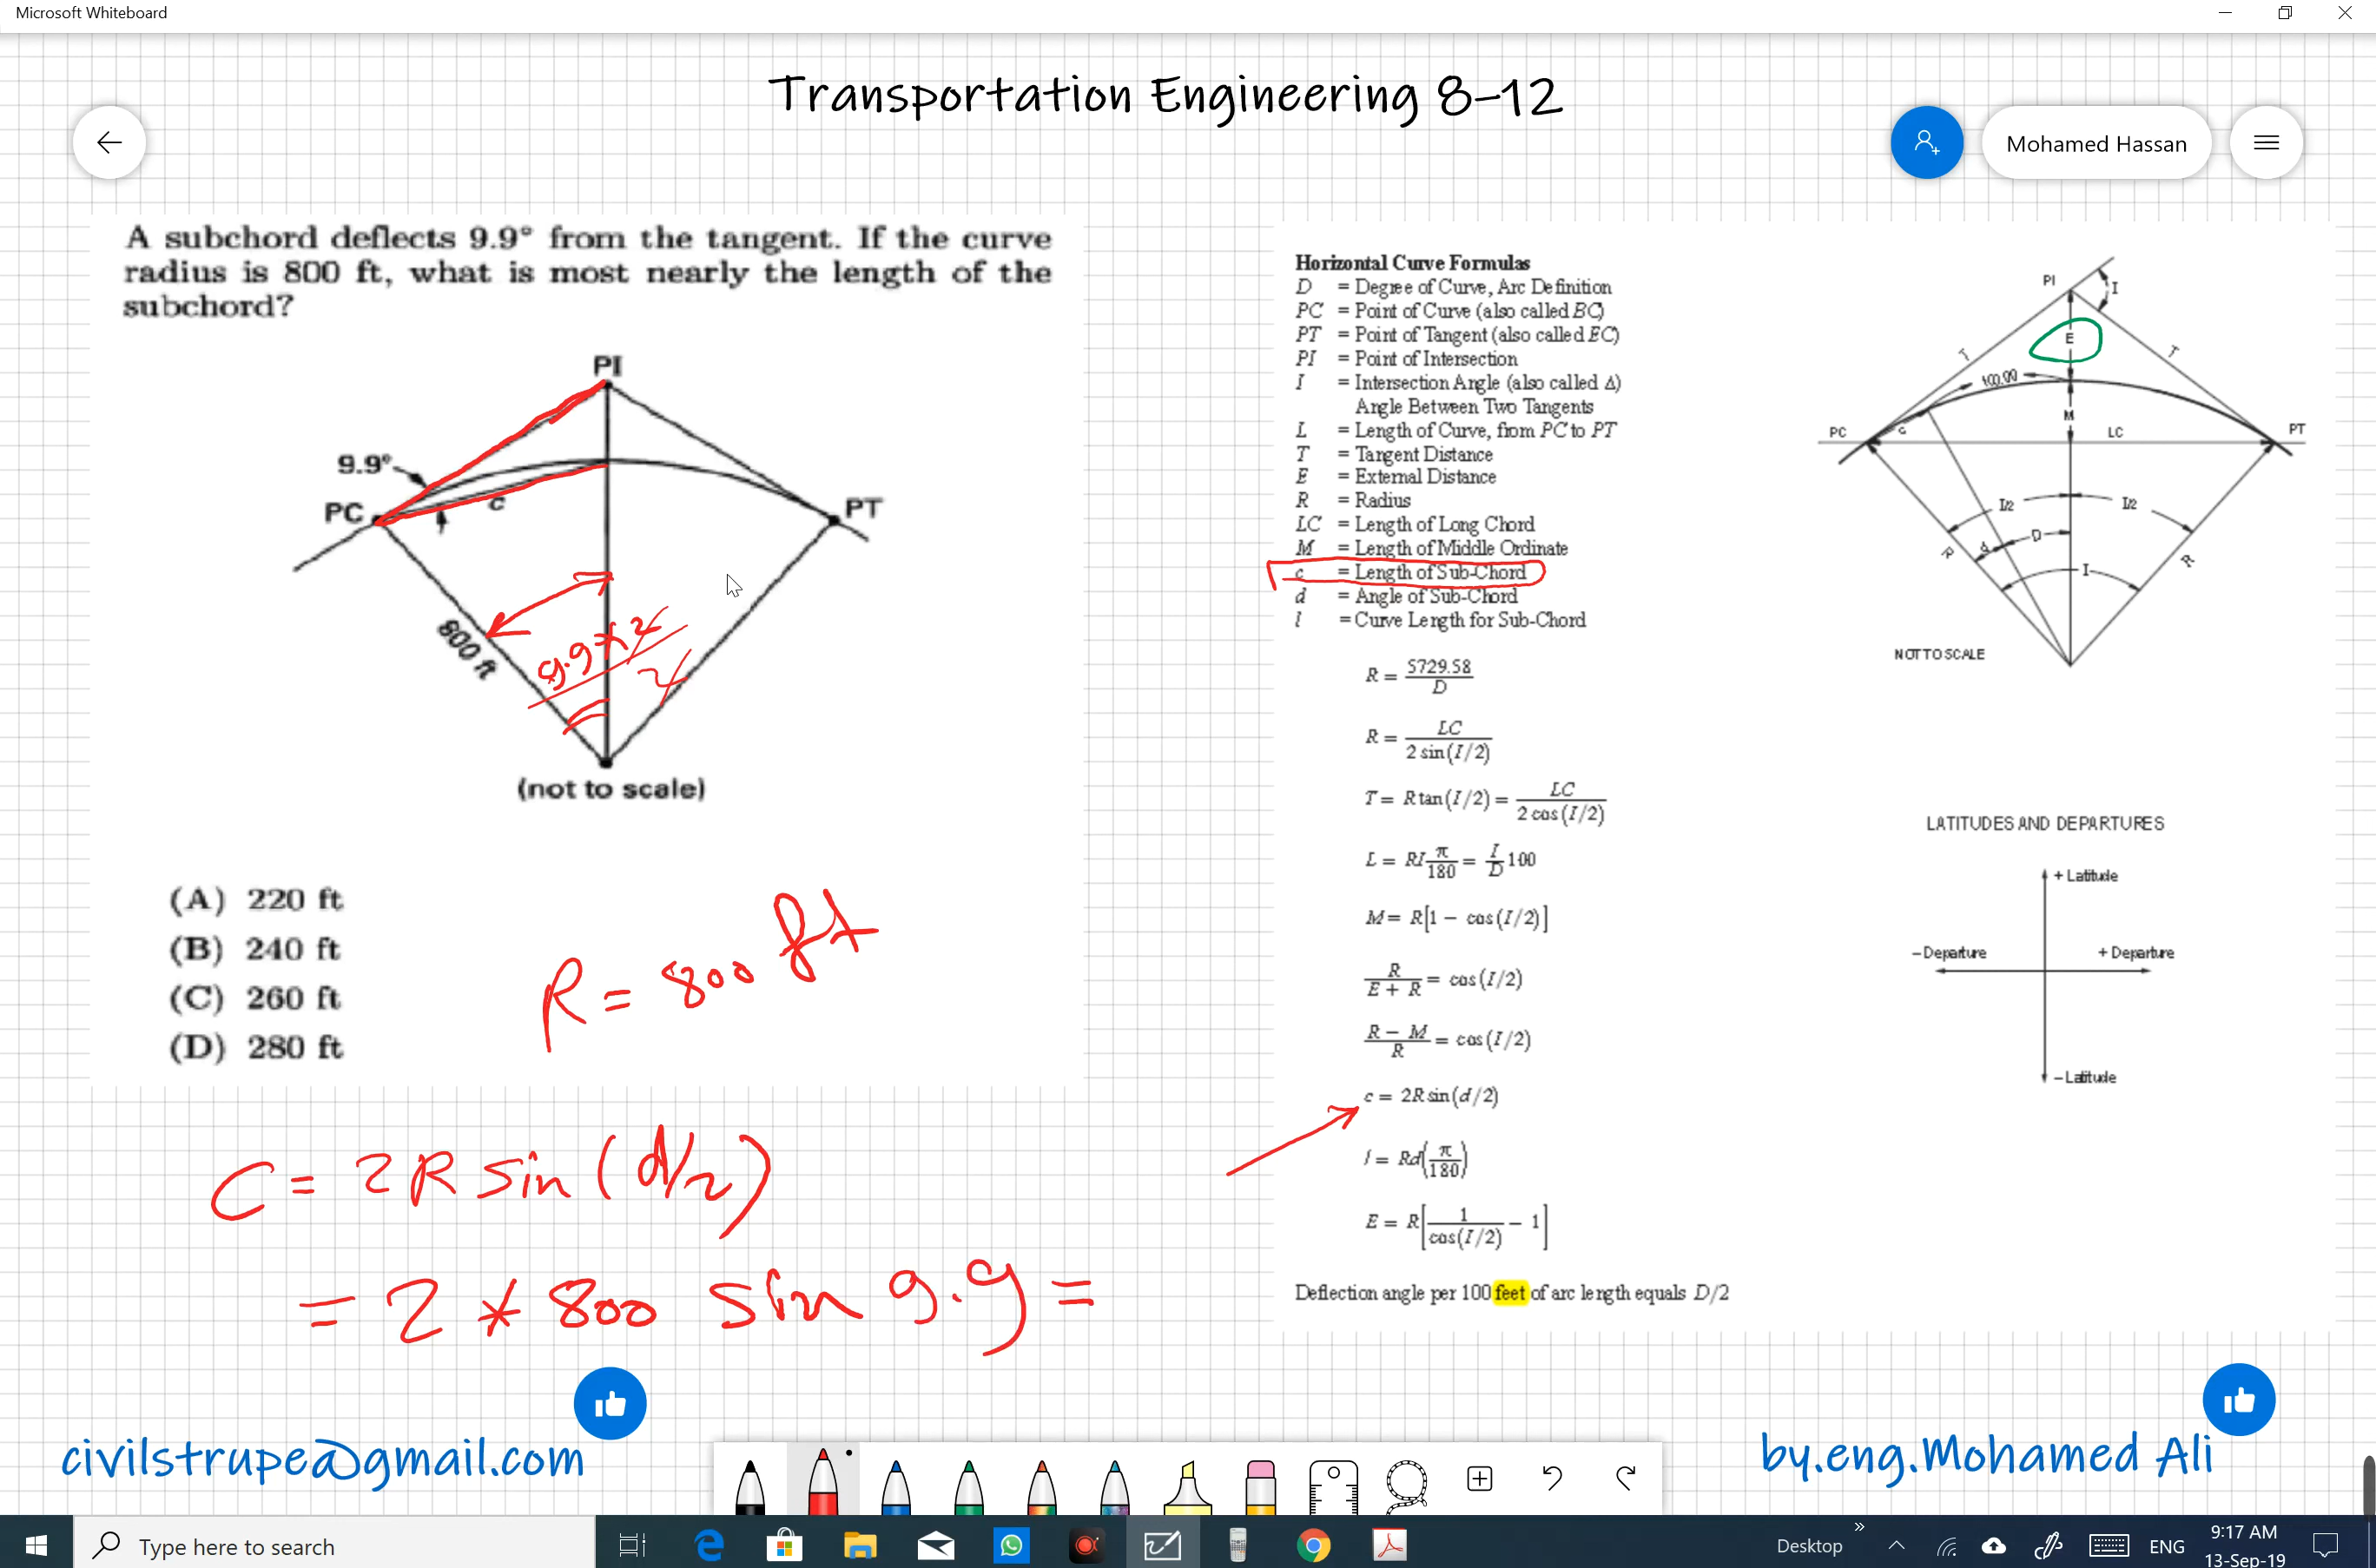 Microsoft Whiteboard
Transportation Engineering 8-12
Mohamed Hassan
A subchord deflects 9.9° from the tangent. If the curve
radius is 800 ft, what is most nearly the length of the
subchord?
PI
9.9°
PC
c
PT
800 ft
9.9 × 2
2
(not to scale)
(A) 220 ft
(B) 240 ft
(C) 260 ft
(D) 280 ft
R = 800 ft
C = 2R sin (d/2)
= 2 * 800 sin 9.9 =
Horizontal Curve Formulas
D = Degree of Curve, Arc Definition
PC = Point of Curve (also called BC)
PT = Point of Tangent (also called EC)
PI = Point of Intersection
I = Intersection Angle (also called Δ)
Angle Between Two Tangents
L = Length of Curve, from PC to PT
T = Tangent Distance
E = External Distance
R = Radius
LC = Length of Long Chord
M = Length of Middle Ordinate
c = Length of Sub-Chord
d = Angle of Sub-Chord
l = Curve Length for Sub-Chord
R = 5729.58 / D
R = LC / 2 sin(I/2)
T = R tan(I/2) = LC / 2 cos(I/2)
L = RI π/180 = I/D 100
M = R[1 − cos(I/2)]
R / E + R = cos(I/2)
R − M / R = cos(I/2)
c = 2R sin(d/2)
l = Rd(π/180)
E = R[1 / cos(I/2) − 1]
Deflection angle per 100 feet of arc length equals D/2
PI
I
T
E
T
100.00
M
PC
c
LC
PT
I/2
I/2
D
d
R
R
I
NOT TO SCALE
LATITUDES AND DEPARTURES
+ Latitude
− Departure
+ Departure
− Latitude
civilstrupe@gmail.com
by.eng.Mohamed Ali
Type here to search
Desktop
ENG
9:17 AM
13-Sep-19